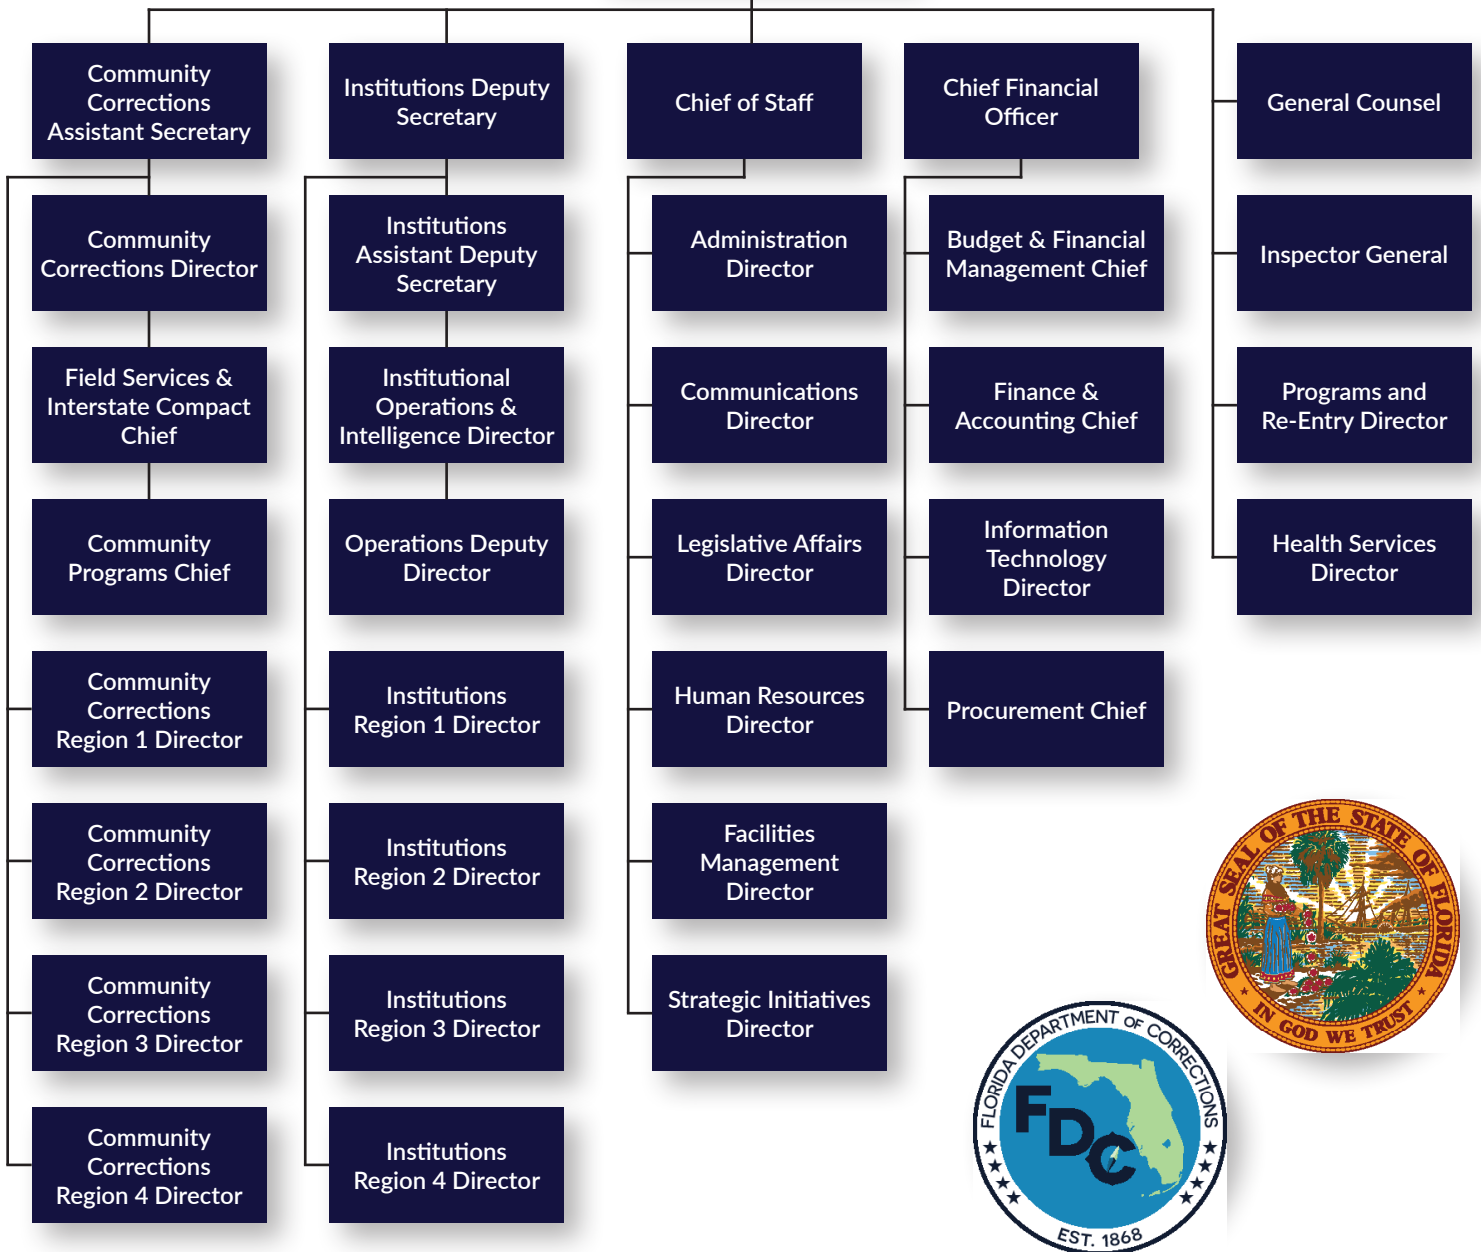 Community
Corrections
Assistant Secretary
Community
Corrections Director
Field Services &
Interstate Compact
Chief
Community
Programs Chief
Community
Corrections
Region 1 Director
Community
Corrections
Region 2 Director
Community
Corrections
Region 3 Director
Community
Corrections
Region 4 Director
Institutions Deputy
Secretary
Institutions
Assistant Deputy
Secretary
Institutional
Operations &
Intelligence Director
Operations Deputy
Director
Institutions
Region 1 Director
Institutions
Region 2 Director
Institutions
Region 3 Director
Institutions
Region 4 Director
Chief of Staff
Administration
Director
Communications
Director
Legislative Affairs
Director
Human Resources
Director
Facilities
Management
Director
Strategic Initiatives
Director
Chief Financial
Officer
Budget & Financial
Management Chief
Finance &
Accounting Chief
Information
Technology
Director
Procurement Chief
General Counsel
Inspector General
Programs and
Re-Entry Director
Health Services
Director
GREAT SEAL OF THE STATE OF FLORIDA
IN GOD WE TRUST
FLORIDA DEPARTMENT OF CORRECTIONS
FDC
EST. 1868